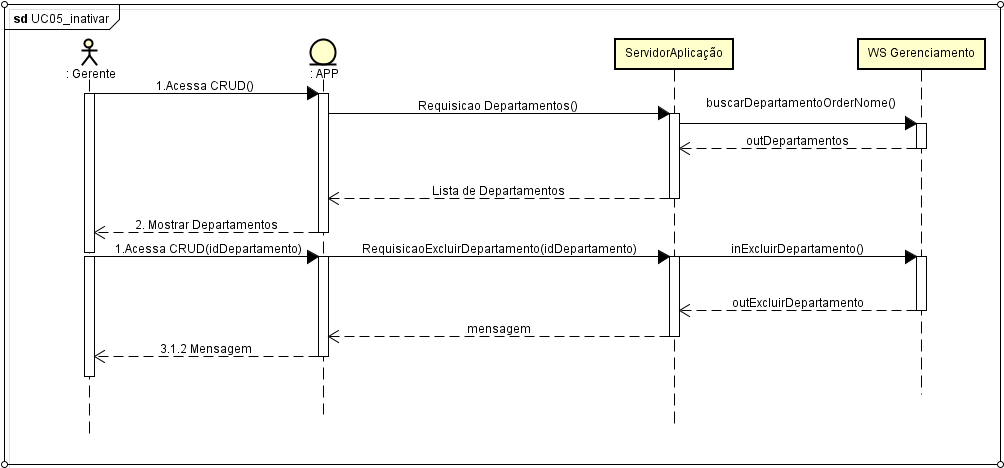 sd UC05_inativar
: Gerente
: APP
ServidorAplicação
WS Gerenciamento
1.Acessa CRUD()
Requisicao Departamentos()
buscarDepartamentoOrderNome()
outDepartamentos
Lista de Departamentos
2. Mostrar Departamentos
1.Acessa CRUD(idDepartamento)
RequisicaoExcluirDepartamento(idDepartamento)
inExcluirDepartamento()
outExcluirDepartamento
mensagem
3.1.2 Mensagem